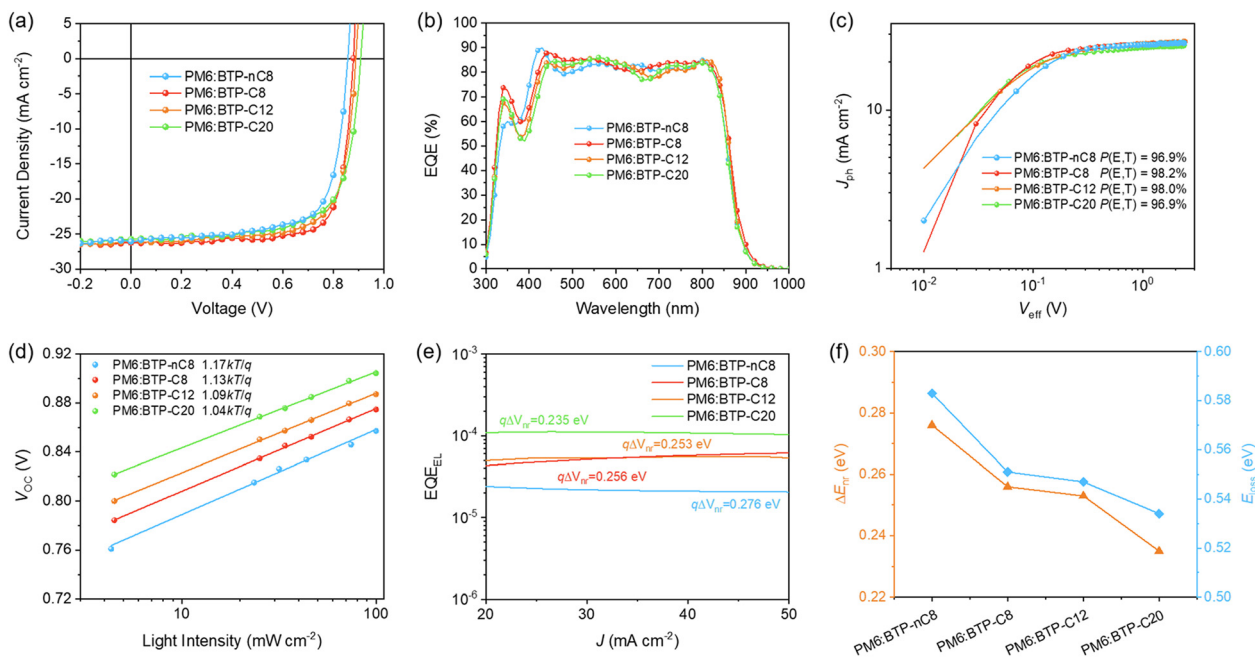 (a)
5
0
-5
-10
-15
-20
-25
-30
Current Density (mA cm-2)
PM6:BTP-nC8
PM6:BTP-C8
PM6:BTP-C12
PM6:BTP-C20
-0.2 0.0 0.2 0.4 0.6 0.8 1.0
Voltage (V)
(b)
100
90
80
70
60
50
40
30
20
10
0
EQE (%)
PM6:BTP-nC8
PM6:BTP-C8
PM6:BTP-C12
PM6:BTP-C20
300 400 500 600 700 800 900 1000
Wavelength (nm)
(c)
10
1
Jph (mA cm-2)
PM6:BTP-nC8 P(E,T) = 96.9%
PM6:BTP-C8 P(E,T) = 98.2%
PM6:BTP-C12 P(E,T) = 98.0%
PM6:BTP-C20 P(E,T) = 96.9%
10-2 10-1 100
Veff (V)
(d)
0.92
0.88
0.84
0.80
0.76
0.72
VOC (V)
PM6:BTP-nC8 1.17kT/q
PM6:BTP-C8 1.13kT/q
PM6:BTP-C12 1.09kT/q
PM6:BTP-C20 1.04kT/q
10 100
Light Intensity (mW cm-2)
(e)
10-3
10-4
10-5
10-6
EQEEL
PM6:BTP-nC8
PM6:BTP-C8
PM6:BTP-C12
PM6:BTP-C20
qΔVnr=0.235 eV
qΔVnr=0.253 eV
qΔVnr=0.256 eV
qΔVnr=0.276 eV
20 30 40 50
J (mA cm-2)
(f)
0.30
0.28
0.26
0.24
0.22
ΔEnr (eV)
0.60
0.58
0.56
0.54
0.52
0.50
Eloss (eV)
PM6:BTP-nC8
PM6:BTP-C8
PM6:BTP-C12
PM6:BTP-C20